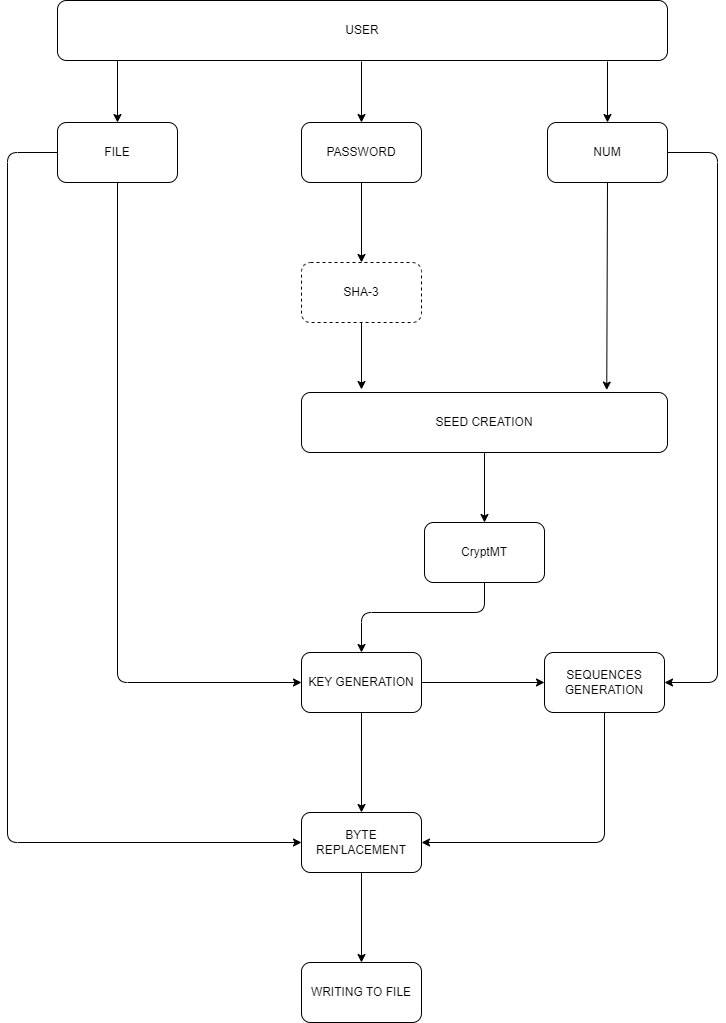 USER
FILE
PASSWORD
NUM
SHA-3
SEED CREATION
CryptMT
KEY GENERATION
SEQUENCES
GENERATION
BYTE
REPLACEMENT
WRITING TO FILE